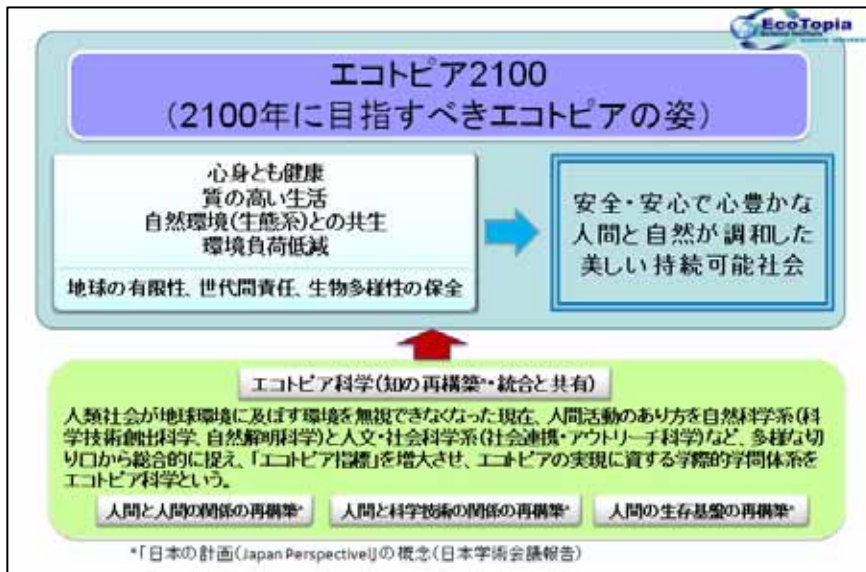 EcoTopia
エコトピア2100
(2100年に目指すべきエコトピアの姿)
心身とも健康
質の高い生活
自然環境(生態系)との共生
環境負荷低減
地球の有限性、世代間責任、生物多様性の保全
安全・安心で心豊かな
人間と自然が調和した
美しい持続可能社会
エコトピア科学(知の再構築*・統合と共有)
人類社会が地球環境に及ぼす環境を無視できなくなった現在、人間活動のあり方を自然科学系(科
学技術創出科学、自然解明科学)と人文・社会科学系(社会連携・アウトリーチ科学)など、多様な切
り口から総合的に捉え、「エコトピア指標」を増大させ、エコトピアの実現に資する学際的学問体系を
エコトピア科学という。
人間と人間の関係の再構築*
人間と科学技術の関係の再構築*
人間の生存基盤の再構築*
*「日本の計画(Japan Perspective)」の概念(日本学術会議報告)